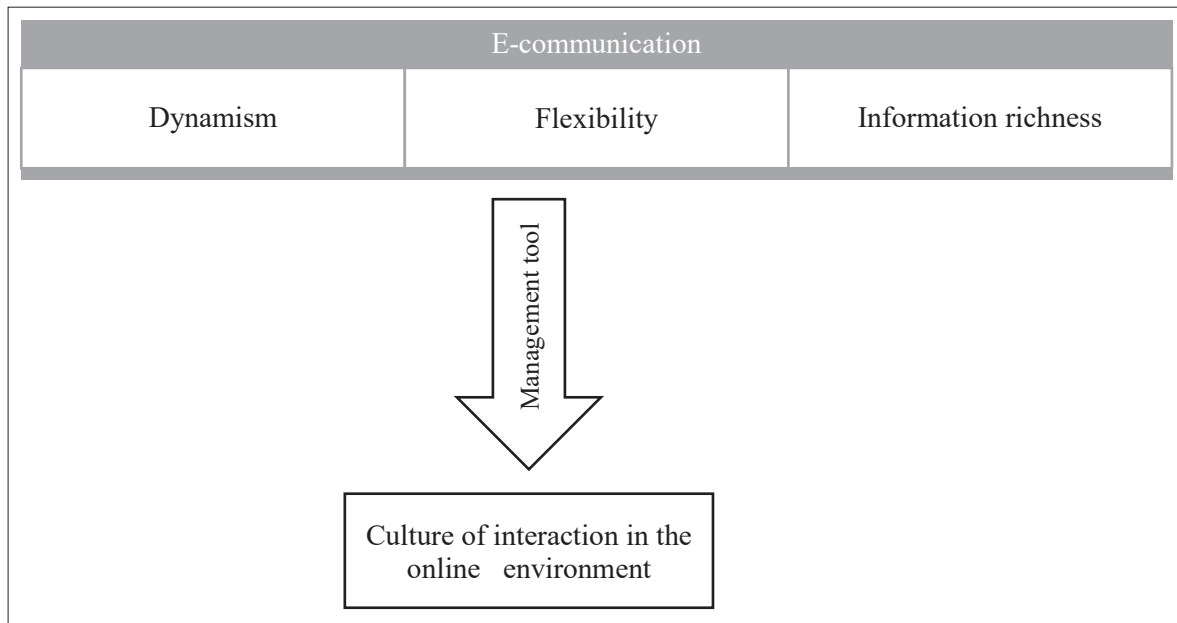 E-communication
Dynamism
Flexibility
Information richness
Management tool
Culture of interaction in the
online environment